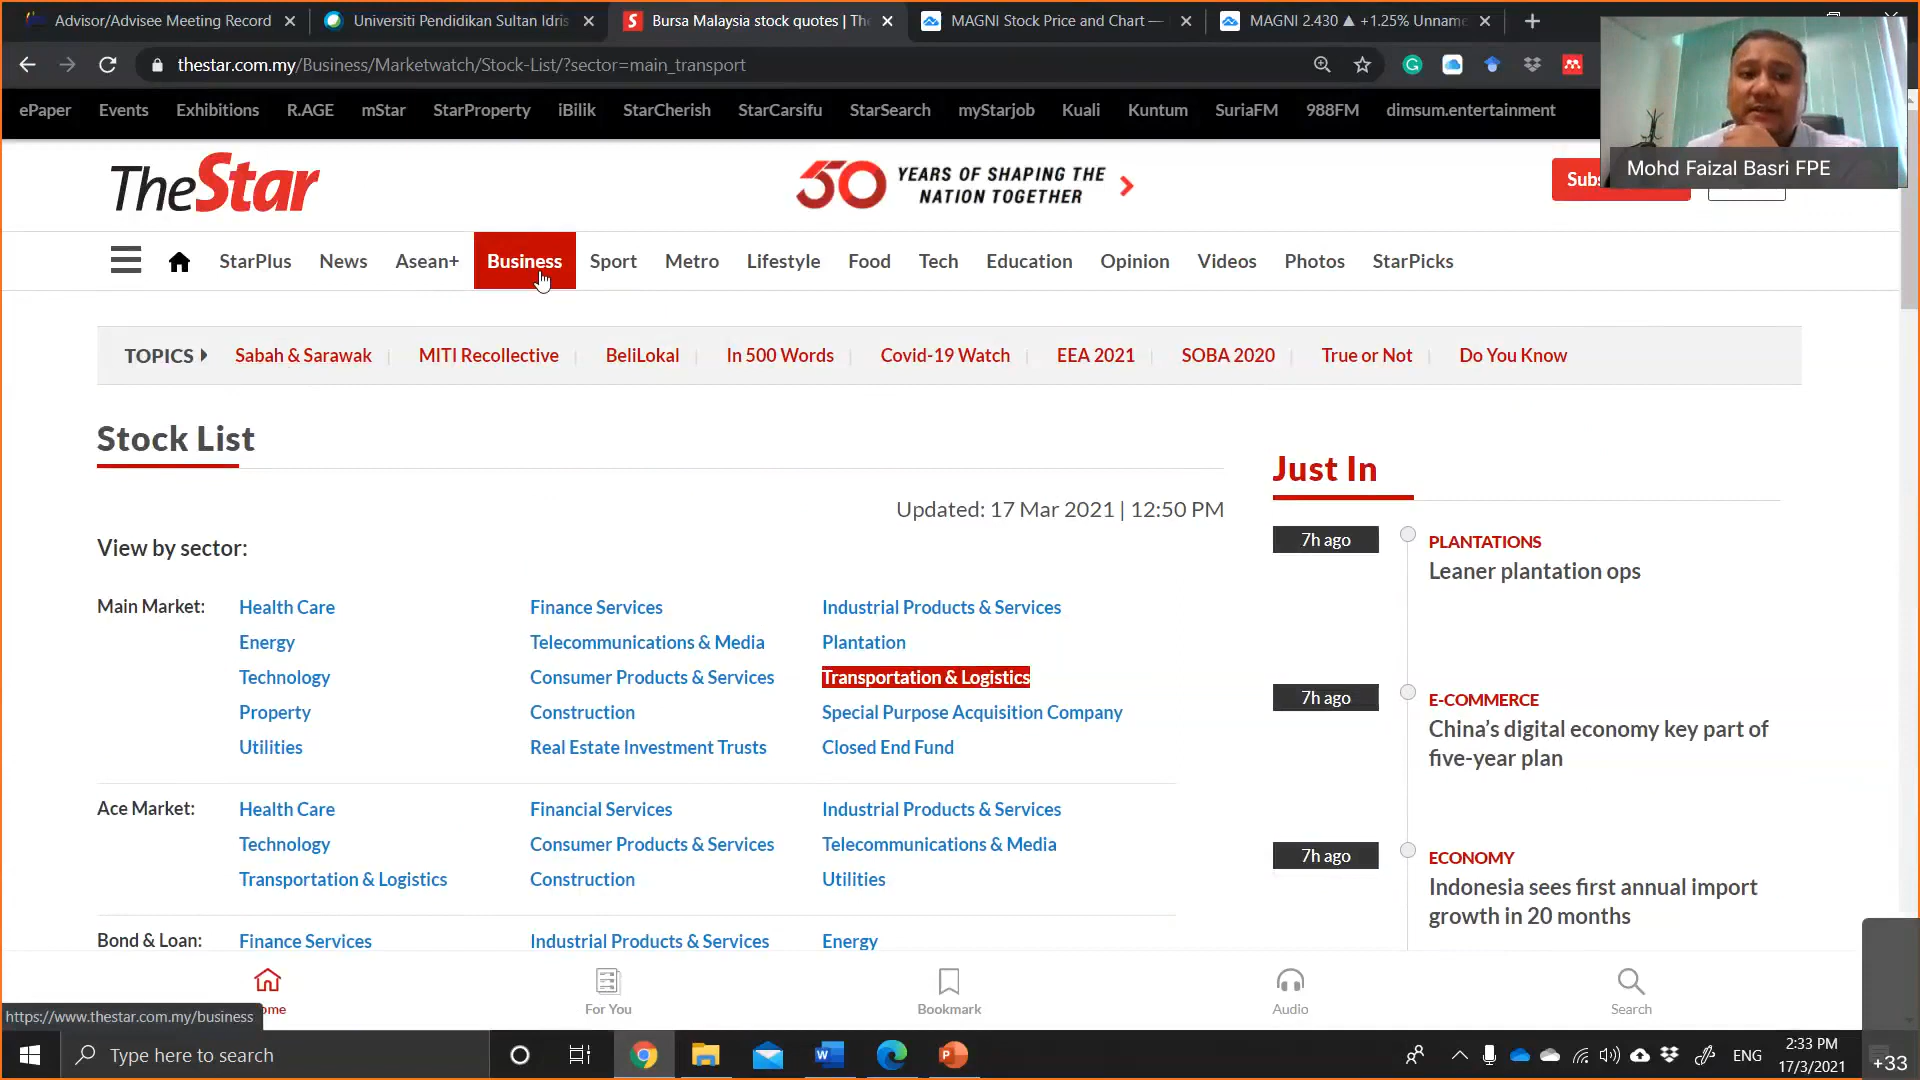 Advisor/Advisee Meeting Record
Universiti Pendidikan Sultan Idris
Bursa Malaysia stock quotes | The
MAGNI Stock Price and Chart —
MAGNI 2.430 ▲ +1.25% Unname
thestar.com.my/Business/Marketwatch/Stock-List/?sector=main_transport
ePaper Events Exhibitions R.AGE mStar StarProperty iBilik StarCherish StarCarsifu StarSearch myStarjob Kuali Kuntum SuriaFM 988FM dimsum.entertainment
Mohd Faizal Basri FPE
TheStar
50 YEARS OF SHAPING THE
NATION TOGETHER
Subs
StarPlus News Asean+ Business Sport Metro Lifestyle Food Tech Education Opinion Videos Photos StarPicks
TOPICS Sabah & Sarawak MITI Recollective BeliLokal In 500 Words Covid-19 Watch EEA 2021 SOBA 2020 True or Not Do You Know
Stock List
Updated: 17 Mar 2021 | 12:50 PM
View by sector:
Main Market: Health Care Finance Services Industrial Products & Services
Energy Telecommunications & Media Plantation
Technology Consumer Products & Services Transportation & Logistics
Property Construction Special Purpose Acquisition Company
Utilities Real Estate Investment Trusts Closed End Fund
Ace Market: Health Care Financial Services Industrial Products & Services
Technology Consumer Products & Services Telecommunications & Media
Transportation & Logistics Construction Utilities
Bond & Loan: Finance Services Industrial Products & Services Energy
Just In
7h ago PLANTATIONS
Leaner plantation ops
7h ago E-COMMERCE
China's digital economy key part of
five-year plan
7h ago ECONOMY
Indonesia sees first annual import
growth in 20 months
ome For You Bookmark Audio Search
https://www.thestar.com.my/business
Type here to search
ENG
2:33 PM
17/3/2021
+33